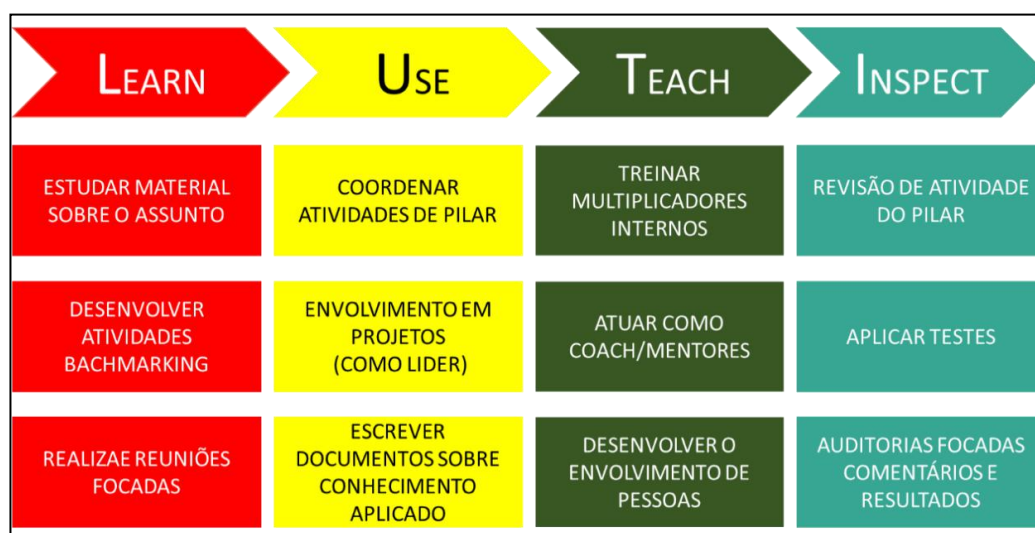 LEARN
USE
TEACH
INSPECT
ESTUDAR MATERIAL
SOBRE O ASSUNTO
COORDENAR
ATIVIDADES DE PILAR
TREINAR
MULTIPLICADORES
INTERNOS
REVISÃO DE ATIVIDADE
DO PILAR
DESENVOLVER
ATIVIDADES
BACHMARKING
ENVOLVIMENTO EM
PROJETOS
(COMO LIDER)
ATUAR COMO
COACH/MENTORES
APLICAR TESTES
REALIZAE REUNIÕES
FOCADAS
ESCREVER
DOCUMENTOS SOBRE
CONHECIMENTO
APLICADO
DESENVOLVER O
ENVOLVIMENTO DE
PESSOAS
AUDITORIAS FOCADAS
COMENTÁRIOS E
RESULTADOS